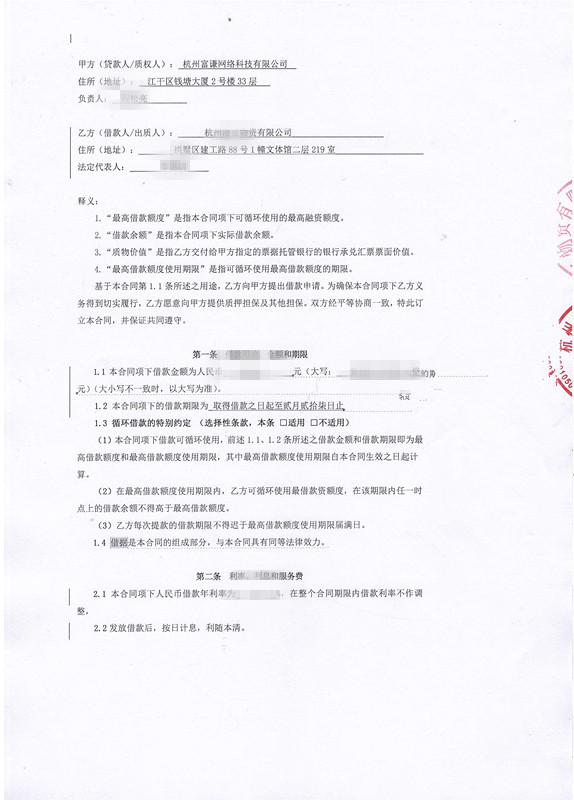 甲方（贷款人/质权人）： 杭州富谦网络科技有限公司
住所（地址）： 江干区钱塘大厦2号楼33层
负责人：
乙方（借款人/出质人）： 杭州 资有限公司
住所（地址）： 拱墅区建工路88号1幢文体馆二层219室
法定代表人：
释义：
1.“最高借款额度”是指本合同项下可循环使用的最高融资额度。
2.“借款余额”是指本合同项下实际借款余额。
3.“质物价值”是指乙方交付给甲方指定的票据托管银行的银行承兑汇票票面价值。
4.“最高借款额度使用期限”是指可循环使用最高借款额度的期限。
基于本合同第1.1条所述之用途，乙方向甲方提出借款申请。为确保本合同项下乙方义
务得到切实履行，乙方愿意向甲方提供质押担保及其他担保。双方经平等协商一致，特此订
立本合同，并保证共同遵守。
第一条 金额和期限
1.1 本合同项下借款金额为人民币 元（大写：
元）（大小写不一致时，以大写为准）。
1.2 本合同项下的借款期限为 取得借款之日起至贰月贰拾柒日止
1.3 循环借款的特别约定 （选择性条款，本条 □适用 □不适用）
（1）本合同项下借款可循环使用，前述1.1、1.2条所述之借款金额和借款期限即为最
高借款额度和最高借款额度使用期限，其中最高借款额度使用期限自本合同生效之日起计
算。
（2）在最高借款额度使用期限内，乙方可循环使用最借款资额度，在该期限内任一时
点上的借款余额不得高于最高借款额度。
（3）乙方每次提款的借款期限不得迟于最高借款额度使用期限届满日。
1.4 借据是本合同的组成部分，与本合同具有同等法律效力。
第二条 利率、利息和服务费
2.1 本合同项下人民币借款年利率为 ，在整个合同期限内借款利率不作调
整，
2.2 发放借款后，按日计息，利随本清。